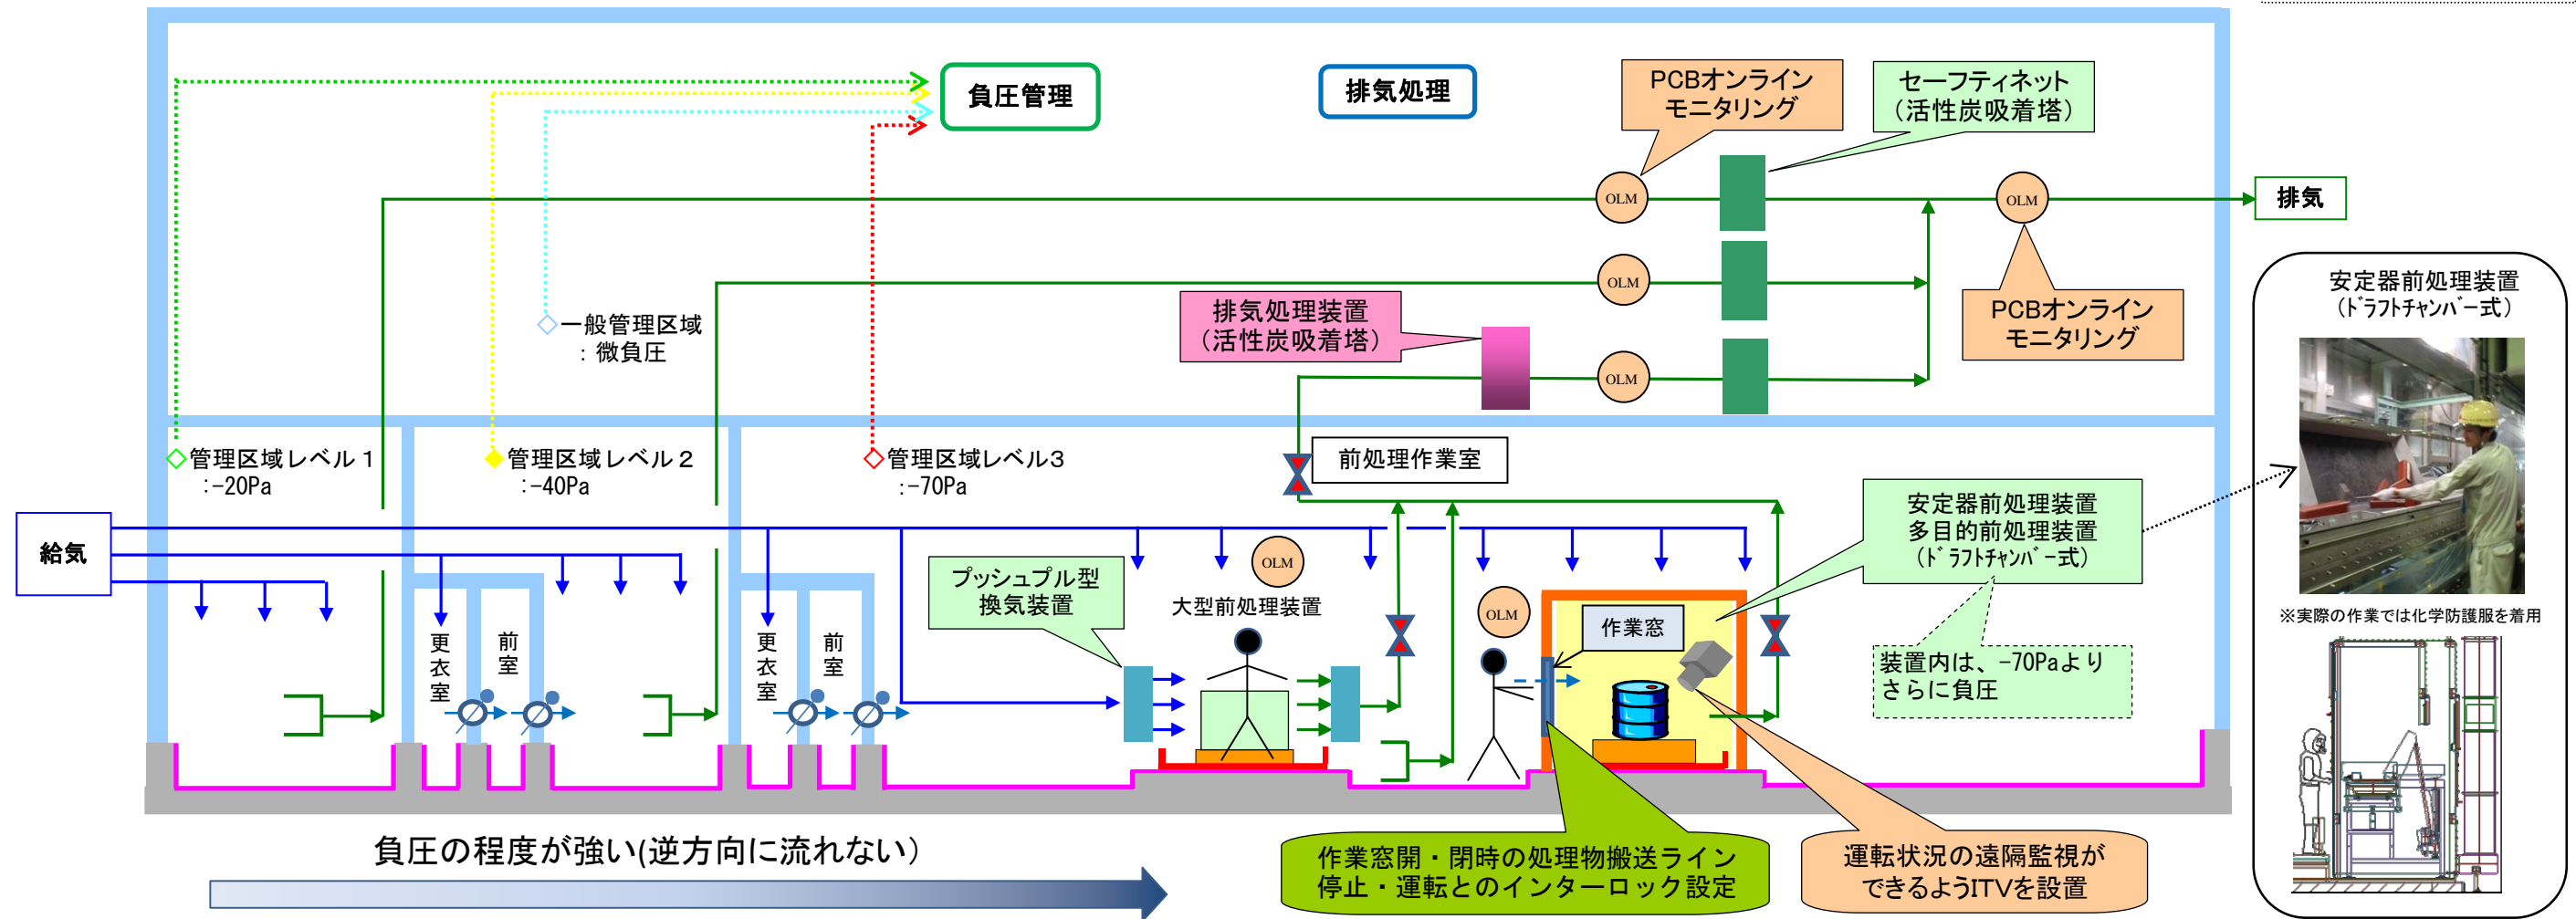 負圧管理
排気処理
PCBオンライン
モニタリング
セーフティネット
（活性炭吸着塔）
OLM
OLM
排気
OLM
PCBオンライン
モニタリング
排気処理装置
（活性炭吸着塔）
OLM
一般管理区域
：微負圧
管理区域レベル１
：-20Pa
管理区域レベル２
：-40Pa
管理区域レベル3
：-70Pa
前処理作業室
給気
更衣室
前室
更衣室
前室
プッシュプル型
換気装置
OLM
大型前処理装置
OLM
作業窓
安定器前処理装置
多目的前処理装置
（ﾄﾞﾗﾌﾄﾁｬﾝﾊﾞｰ式）
装置内は、-70Paより
さらに負圧
安定器前処理装置
（ﾄﾞﾗﾌﾄﾁｬﾝﾊﾞｰ式）
※実際の作業では化学防護服を着用
負圧の程度が強い(逆方向に流れない）
作業窓開・閉時の処理物搬送ライン
停止・運転とのインターロック設定
運転状況の遠隔監視が
できるようITVを設置